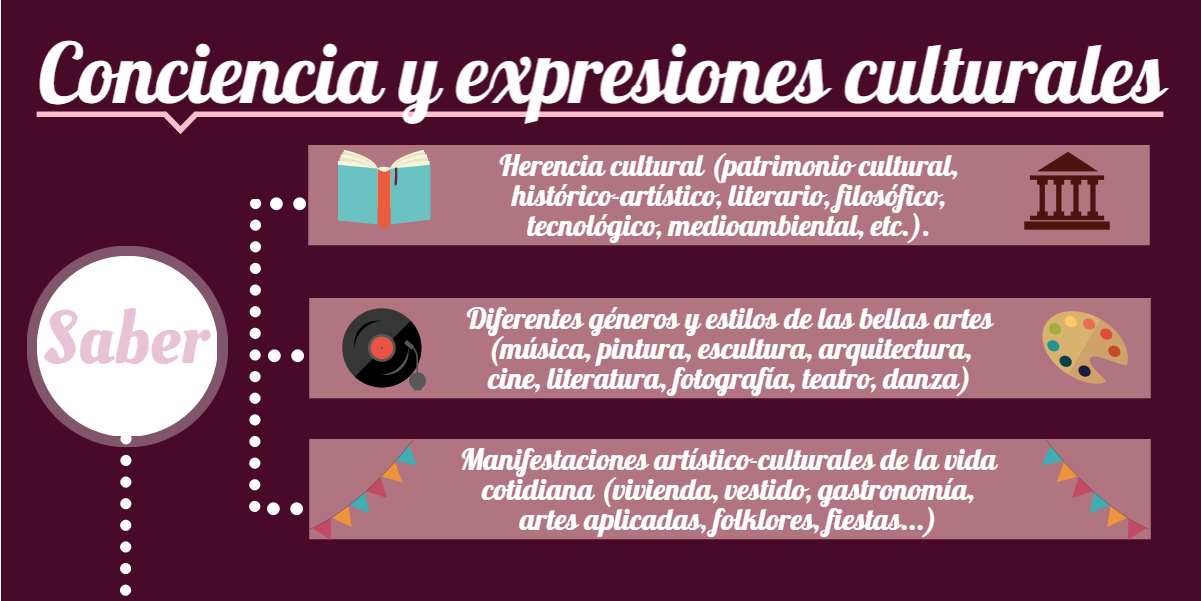 Conciencia y expresiones culturales
Herencia cultural (patrimonio cultural,
histórico-artístico, literario, filosófico,
tecnológico, medioambiental, etc.).
Saber
Diferentes géneros y estilos de las bellas artes
(música, pintura, escultura, arquitectura,
cine, literatura, fotografía, teatro, danza)
Manifestaciones artístico-culturales de la vida
cotidiana (vivienda, vestido, gastronomía,
artes aplicadas, folklores, fiestas...)